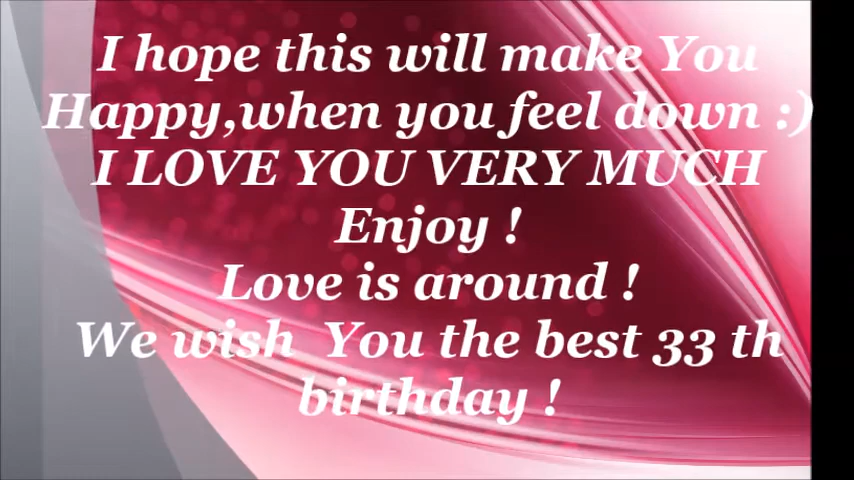 I hope this will make You
Happy,when you feel down :)
I LOVE YOU VERY MUCH
Enjoy !
Love is around !
We wish  You the best 33 th
birthday !